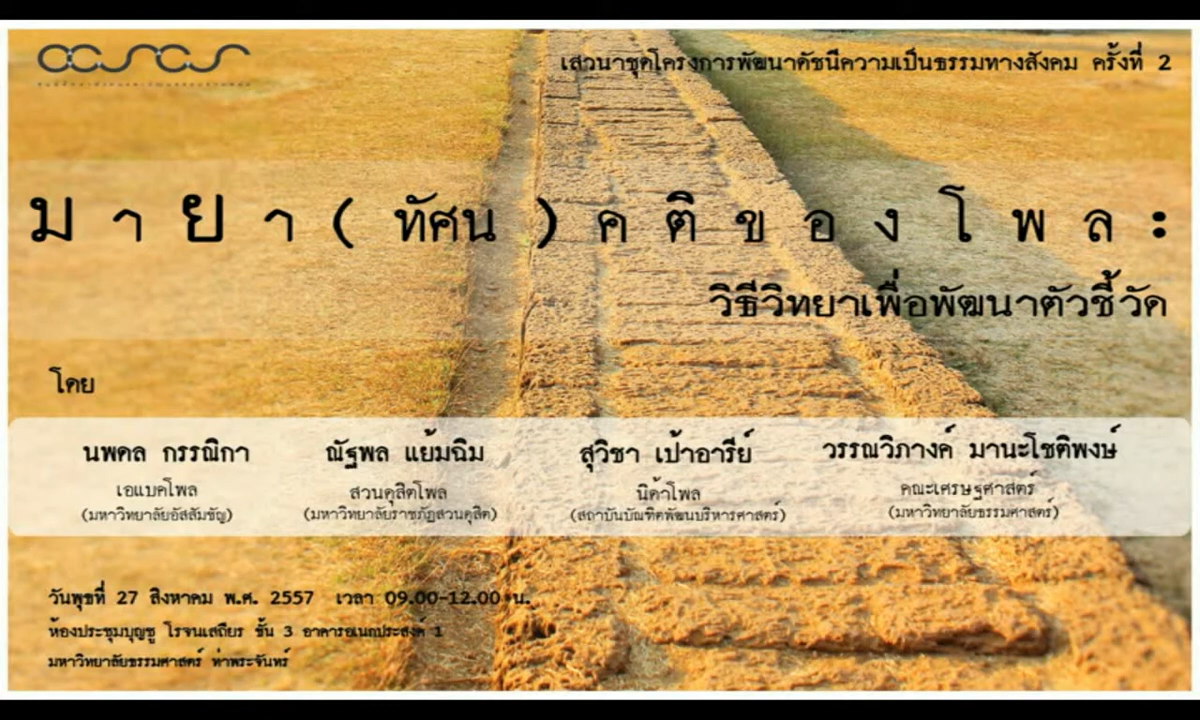 เสวนาชุดโครงการพัฒนาดัชนีความเป็นธรรมทางสังคม ครั้งที่ 2
มายา(ทัศน)คติของโพล:
วิธีวิทยาเพื่อพัฒนาตัวชี้วัด
โดย
นพดล กรรณิกา ณัฐพล แย้มฉิม สุวิชา เป้าอารีย์ วรรณวิภางค์ มานะโชติพงษ์
เอแบคโพล สวนดุสิตโพล นิด้าโพล คณะเศรษฐศาสตร์
(มหาวิทยาลัยอัสสัมชัญ) (มหาวิทยาลัยราชภัฏสวนดุสิต) (สถาบันบัณฑิตพัฒนบริหารศาสตร์) (มหาวิทยาลัยธรรมศาสตร์)
วันพุธที่ 27 สิงหาคม พ.ศ. 2557 เวลา 09.00-12.00 น.
ห้องประชุมบุญชู โรจนเสถียร ชั้น 3 อาคารอเนกประสงค์ 1
มหาวิทยาลัยธรรมศาสตร์ ท่าพระจันทร์